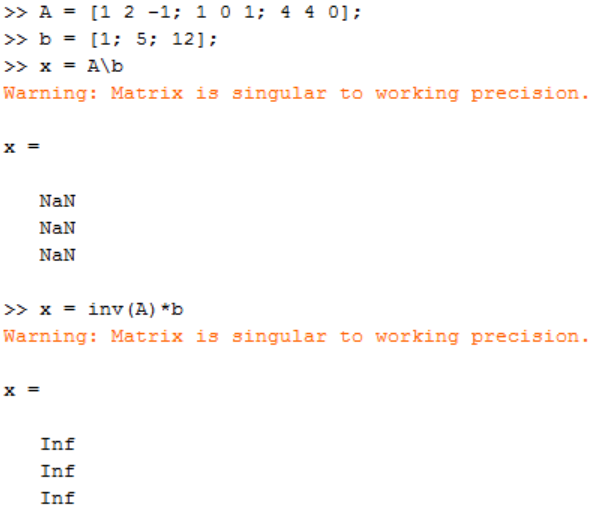 >> A = [1 2 -1; 1 0 1; 4 4 0];
>> b = [1; 5; 12];
>> x = A\b
Warning: Matrix is singular to working precision.
x =
NaN
NaN
NaN
>> x = inv(A)*b
Warning: Matrix is singular to working precision.
x =
Inf
Inf
Inf